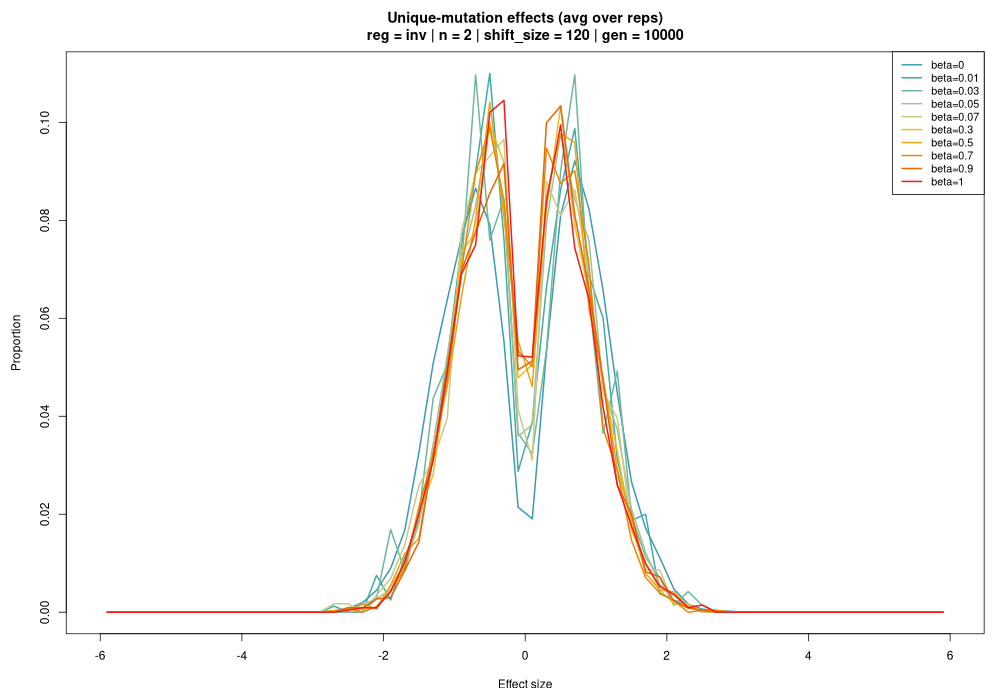 Unique-mutation effects (avg over reps)
reg = inv | n = 2 | shift_size = 120 | gen = 10000
beta=0
beta=0.01
beta=0.03
beta=0.05
beta=0.07
beta=0.3
beta=0.5
beta=0.7
beta=0.9
beta=1
Proportion
0.10
0.08
0.06
0.04
0.02
0.00
-6
-4
-2
0
2
4
6
Effect size